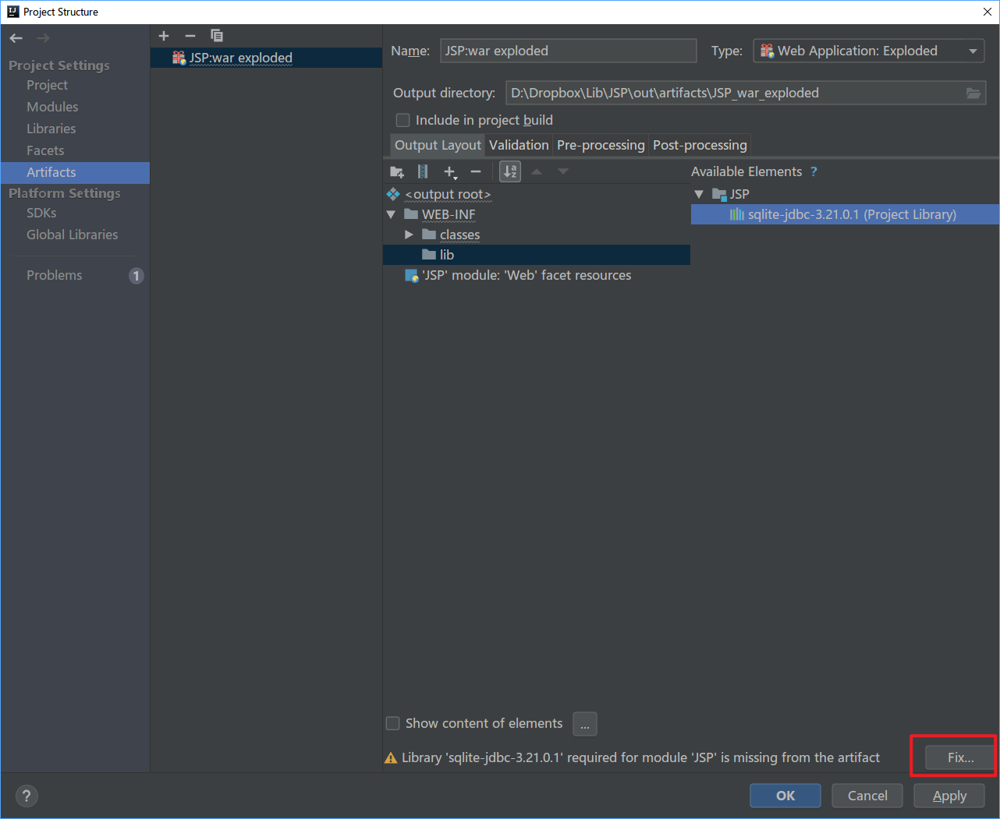 Project Structure
Project Settings
Project
Modules
Libraries
Facets
Artifacts
Platform Settings
SDKs
Global Libraries
Problems 1
JSP:war exploded
Name: JSP:war exploded Type: Web Application: Exploded
Output directory: D:\Dropbox\Lib\JSP\out\artifacts\JSP_war_exploded
Include in project build
Output Layout Validation Pre-processing Post-processing
Available Elements ?
<output root>
WEB-INF
classes
lib
'JSP' module: 'Web' facet resources
JSP
sqlite-jdbc-3.21.0.1 (Project Library)
Show content of elements ...
Library 'sqlite-jdbc-3.21.0.1' required for module 'JSP' is missing from the artifact Fix...
? OK Cancel Apply